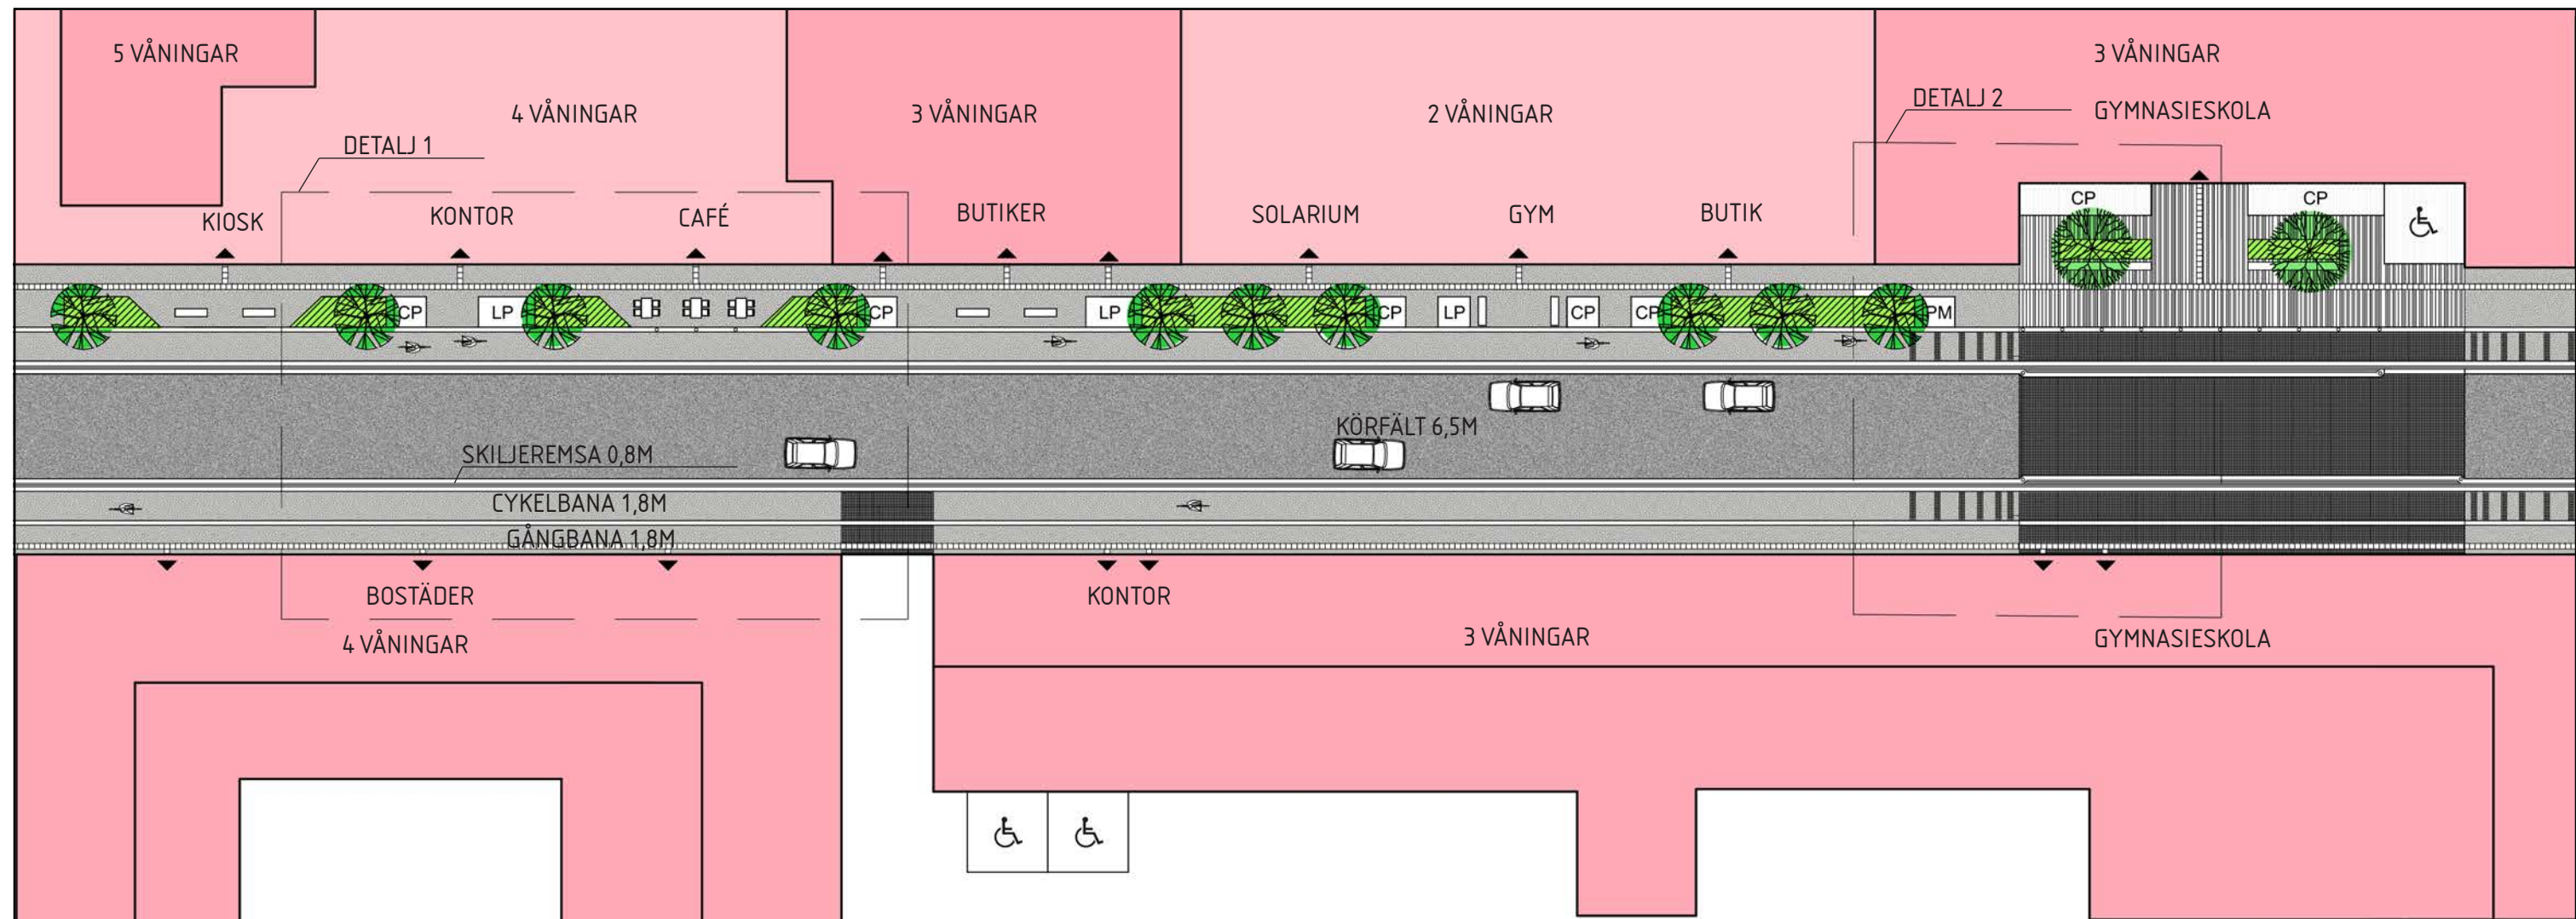 5 VÅNINGAR
3 VÅNINGAR
4 VÅNINGAR
3 VÅNINGAR
2 VÅNINGAR
DETALJ 2
GYMNASIESKOLA
DETALJ 1
KIOSK
KONTOR
CAFÉ
BUTIKER
SOLARIUM
GYM
BUTIK
CP
CP
CP
LP
CP
LP
CP
LP
CP
CP
PM
KÖRFÄLT 6,5M
SKILJEREMSA 0,8M
CYKELBANA 1,8M
GÅNGBANA 1,8M
BOSTÄDER
KONTOR
4 VÅNINGAR
3 VÅNINGAR
GYMNASIESKOLA